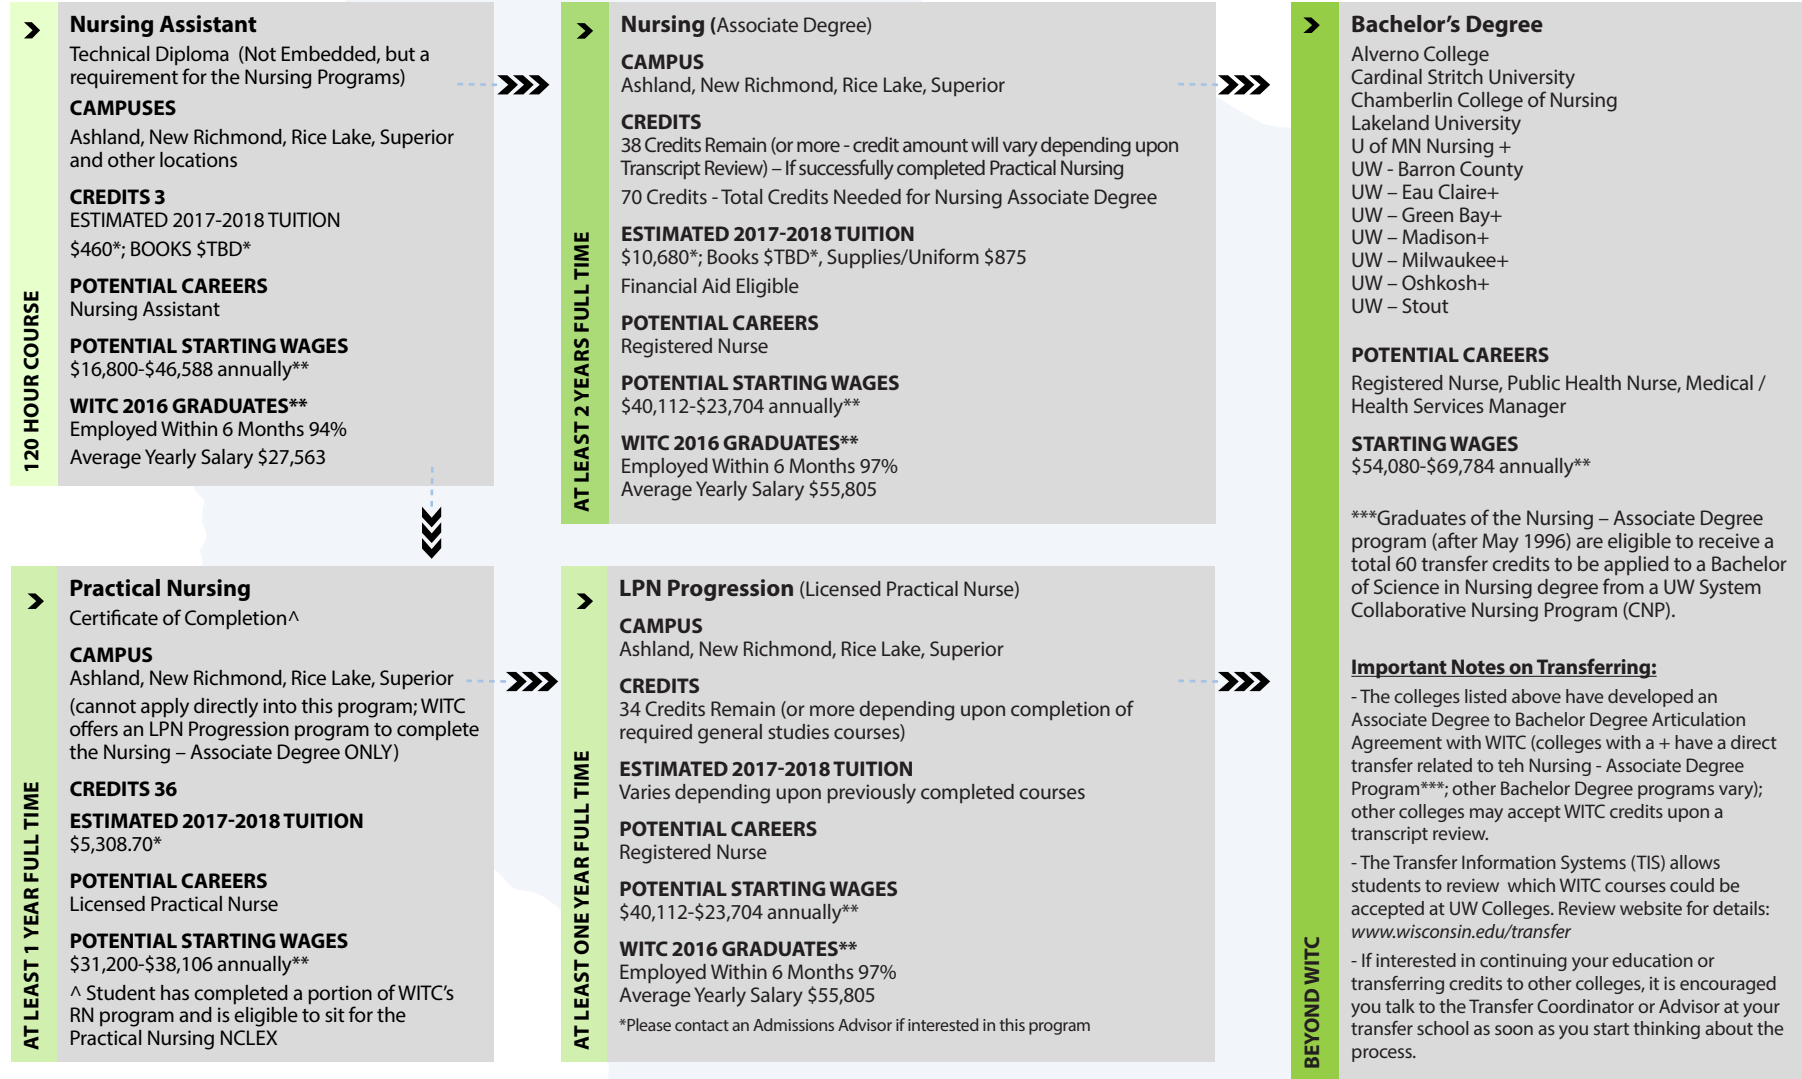 120 HOUR COURSE
Nursing Assistant
Technical Diploma (Not Embedded, but a
requirement for the Nursing Programs)
CAMPUSES
Ashland, New Richmond, Rice Lake, Superior
and other locations
CREDITS 3
ESTIMATED 2017-2018 TUITION
$460*; BOOKS $TBD*
POTENTIAL CAREERS
Nursing Assistant
POTENTIAL STARTING WAGES
$16,800-$46,588 annually**
WITC 2016 GRADUATES**
Employed Within 6 Months 94%
Average Yearly Salary $27,563
AT LEAST 1 YEAR FULL TIME
Practical Nursing
Certificate of Completion^
CAMPUS
Ashland, New Richmond, Rice Lake, Superior
(cannot apply directly into this program; WITC
offers an LPN Progression program to complete
the Nursing – Associate Degree ONLY)
CREDITS 36
ESTIMATED 2017-2018 TUITION
$5,308.70*
POTENTIAL CAREERS
Licensed Practical Nurse
POTENTIAL STARTING WAGES
$31,200-$38,106 annually**
^ Student has completed a portion of WITC's
RN program and is eligible to sit for the
Practical Nursing NCLEX
AT LEAST 2 YEARS FULL TIME
Nursing (Associate Degree)
CAMPUS
Ashland, New Richmond, Rice Lake, Superior
CREDITS
38 Credits Remain (or more - credit amount will vary depending upon
Transcript Review) – If successfully completed Practical Nursing
70 Credits - Total Credits Needed for Nursing Associate Degree
ESTIMATED 2017-2018 TUITION
$10,680*; Books $TBD*, Supplies/Uniform $875
Financial Aid Eligible
POTENTIAL CAREERS
Registered Nurse
POTENTIAL STARTING WAGES
$40,112-$23,704 annually**
WITC 2016 GRADUATES**
Employed Within 6 Months 97%
Average Yearly Salary $55,805
AT LEAST ONE YEAR FULL TIME
LPN Progression (Licensed Practical Nurse)
CAMPUS
Ashland, New Richmond, Rice Lake, Superior
CREDITS
34 Credits Remain (or more depending upon completion of
required general studies courses)
ESTIMATED 2017-2018 TUITION
Varies depending upon previously completed courses
POTENTIAL CAREERS
Registered Nurse
POTENTIAL STARTING WAGES
$40,112-$23,704 annually**
WITC 2016 GRADUATES**
Employed Within 6 Months 97%
Average Yearly Salary $55,805
*Please contact an Admissions Advisor if interested in this program
BEYOND WITC
Bachelor's Degree
Alverno College
Cardinal Stritch University
Chamberlin College of Nursing
Lakeland University
U of MN Nursing +
UW - Barron County
UW – Eau Claire+
UW – Green Bay+
UW – Madison+
UW – Milwaukee+
UW – Oshkosh+
UW – Stout
POTENTIAL CAREERS
Registered Nurse, Public Health Nurse, Medical /
Health Services Manager
STARTING WAGES
$54,080-$69,784 annually**
***Graduates of the Nursing – Associate Degree
program (after May 1996) are eligible to receive a
total 60 transfer credits to be applied to a Bachelor
of Science in Nursing degree from a UW System
Collaborative Nursing Program (CNP).
Important Notes on Transferring:
- The colleges listed above have developed an
Associate Degree to Bachelor Degree Articulation
Agreement with WITC (colleges with a + have a direct
transfer related to teh Nursing - Associate Degree
Program***; other Bachelor Degree programs vary);
other colleges may accept WITC credits upon a
transcript review.
- The Transfer Information Systems (TIS) allows
students to review which WITC courses could be
accepted at UW Colleges. Review website for details:
www.wisconsin.edu/transfer
- If interested in continuing your education or
transferring credits to other colleges, it is encouraged
you talk to the Transfer Coordinator or Advisor at your
transfer school as soon as you start thinking about the
process.